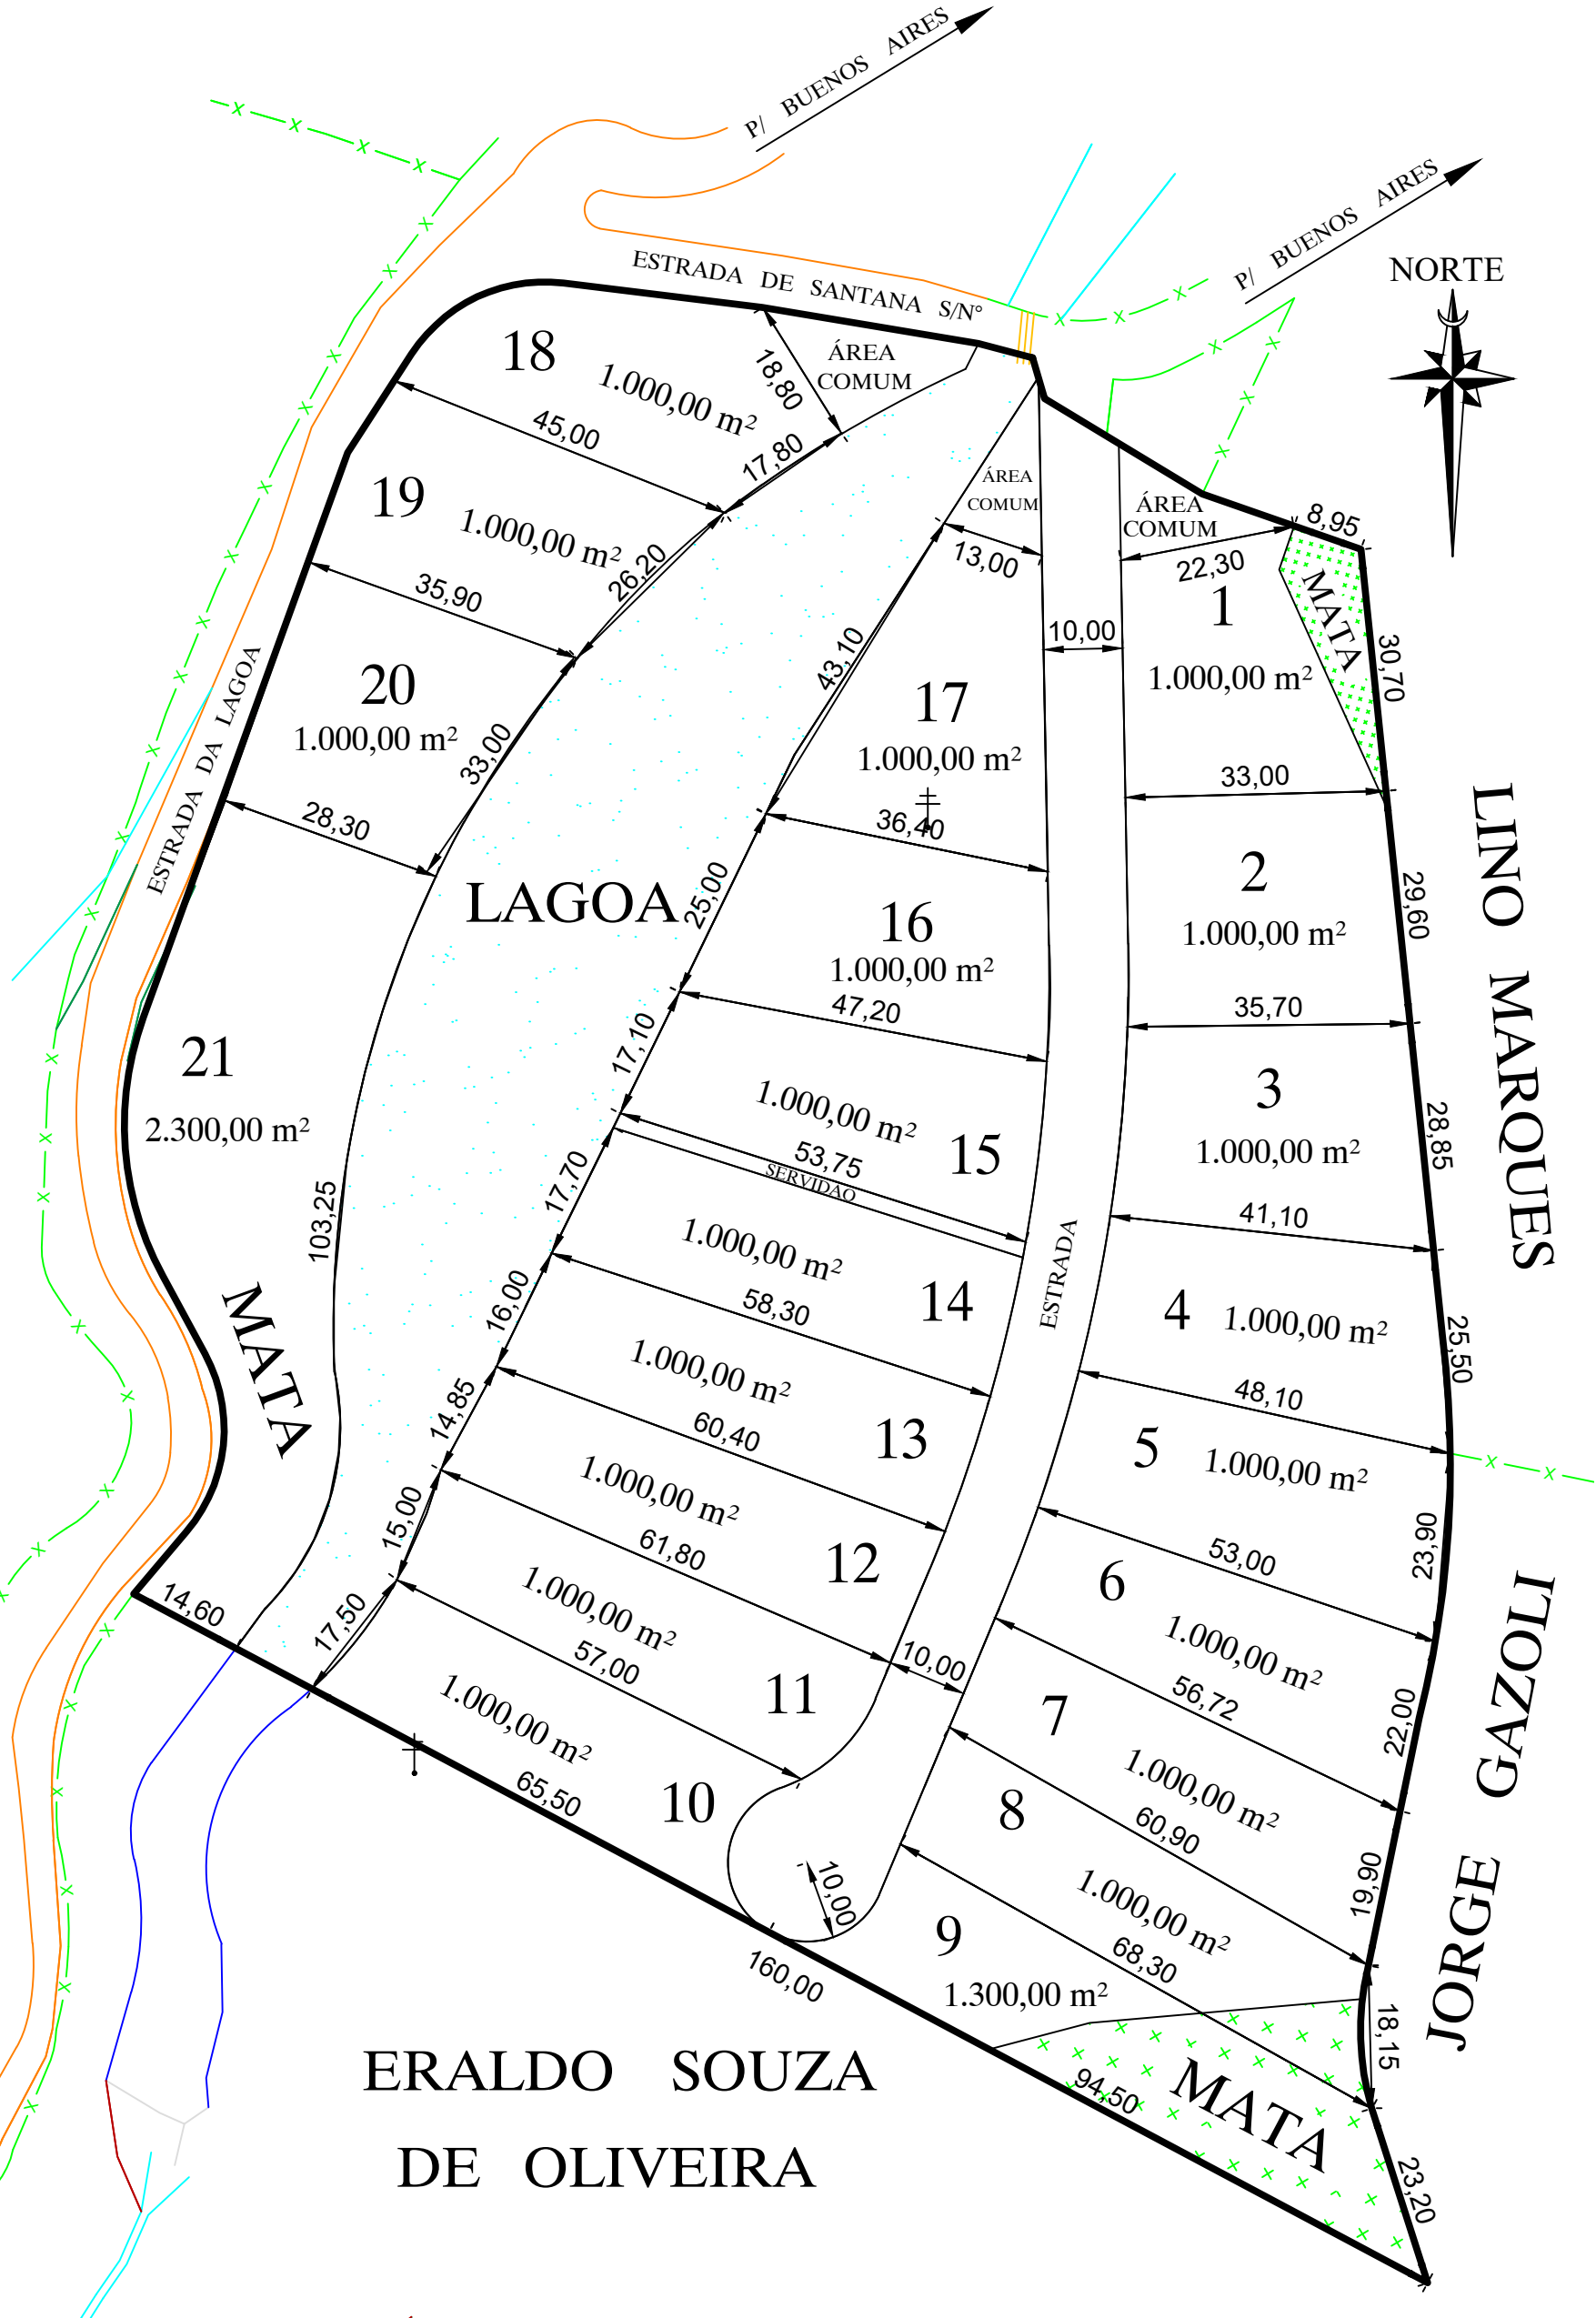 P/ BUENOS AIRES
P/ BUENOS AIRES
NORTE
ESTRADA DE SANTANA S/N°
18
1.000,00 m²
18,80
ÁREA
COMUM
45,00
17,80
19
1.000,00 m²
26,20
35,90
ÁREA
COMUM
13,00
ÁREA
COMUM
8,95
22,30
MATA
30,70
1
1.000,00 m²
10,00
43,10
20
1.000,00 m²
33,00
28,30
ESTRADA DA LAGOA
17
1.000,00 m²
36,40
33,00
LINO MARQUES
2
1.000,00 m²
29,60
LAGOA
25,00
16
1.000,00 m²
47,20
35,70
21
2.300,00 m²
17,10
1.000,00 m²
15
53,75
SERVIDAO
3
1.000,00 m²
28,85
41,10
103,25
17,70
1.000,00 m²
14
58,30
ESTRADA
4
1.000,00 m²
25,50
48,10
MATA
16,00
1.000,00 m²
13
60,40
5
1.000,00 m²
23,90
53,00
14,85
1.000,00 m²
12
61,80
6
1.000,00 m²
22,00
56,72
15,00
1.000,00 m²
11
57,00
10,00
7
1.000,00 m²
19,90
60,90
JORGE GAZOLI
14,60
17,50
1.000,00 m²
10
65,50
8
1.000,00 m²
68,30
10,00
9
1.300,00 m²
18,15
160,00
94,50
MATA
23,20
ERALDO SOUZA
DE OLIVEIRA